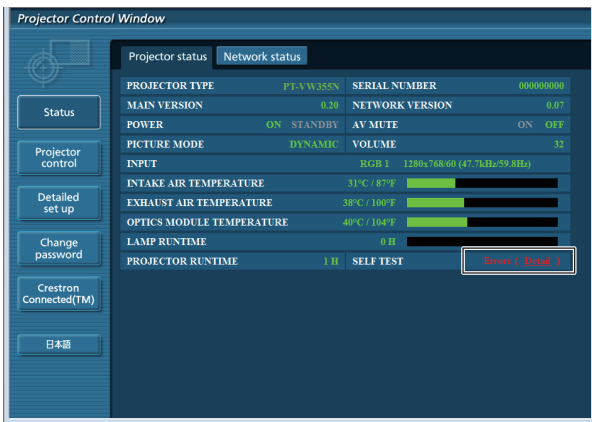 Projector Control Window
Projector status Network status
PROJECTOR TYPE PT-VW355N SERIAL NUMBER 000000000
MAIN VERSION 0.20 NETWORK VERSION 0.07
POWER ON STANDBY AV MUTE ON OFF
PICTURE MODE DYNAMIC VOLUME 32
INPUT RGB 1 1280x768/60 (47.7kHz/59.8Hz)
INTAKE AIR TEMPERATURE 31°C / 87°F
EXHAUST AIR TEMPERATURE 38°C / 100°F
OPTICS MODULE TEMPERATURE 40°C / 104°F
LAMP RUNTIME 0 H
PROJECTOR RUNTIME 1 H SELF TEST Errors [ Detail ]
Status
Projector
control
Detailed
set up
Change
password
Crestron
Connected(TM)
日本語